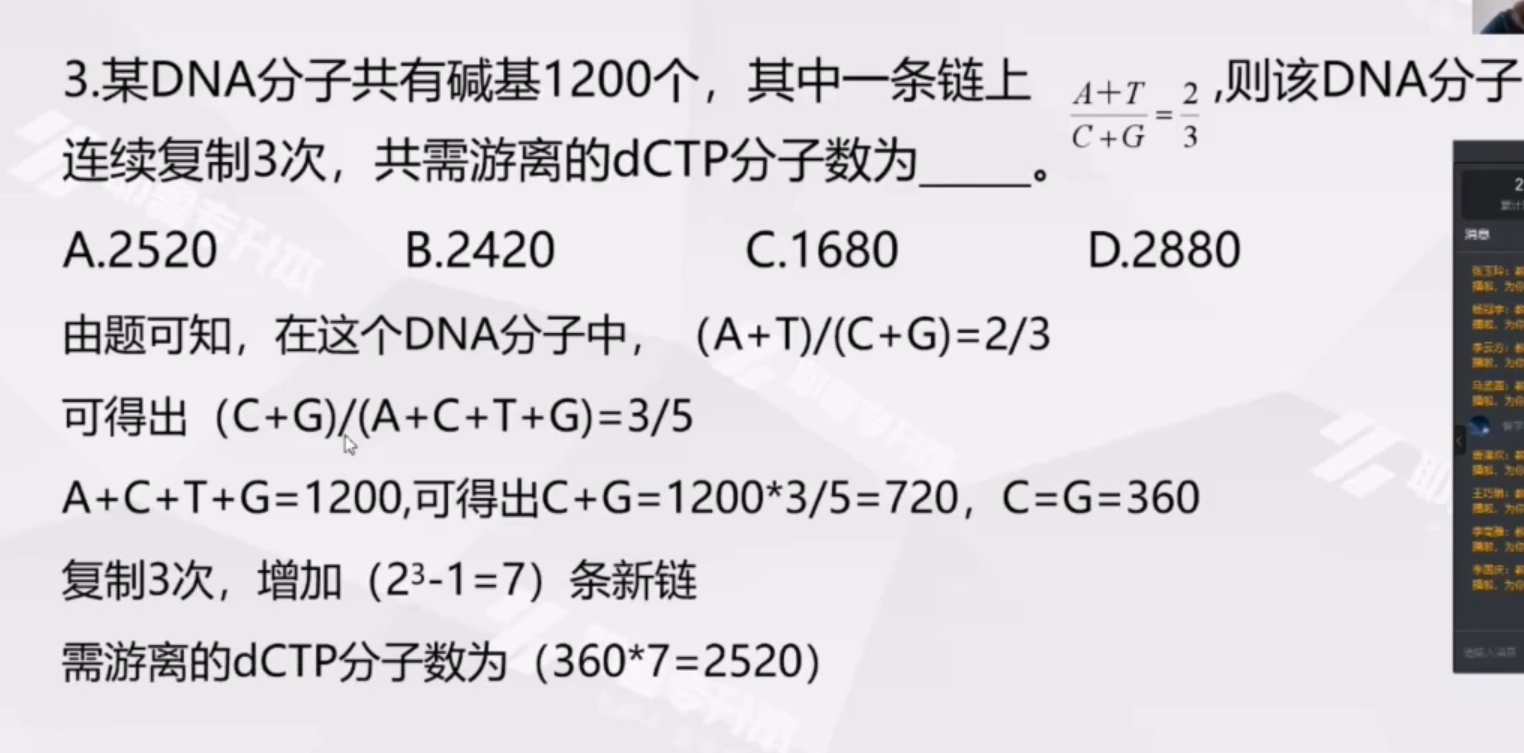 3.某DNA分子共有碱基1200个，其中一条链上 A+T/C+G = 2/3 ,则该DNA分子
连续复制3次，共需游离的dCTP分子数为_____。
A.2520 B.2420 C.1680 D.2880
由题可知，在这个DNA分子中，（A+T)/(C+G)=2/3
可得出（C+G)/(A+C+T+G)=3/5
A+C+T+G=1200,可得出C+G=1200*3/5=720，C=G=360
复制3次，增加（2³-1=7）条新链
需游离的dCTP分子数为（360*7=2520）
消息
请输入消息